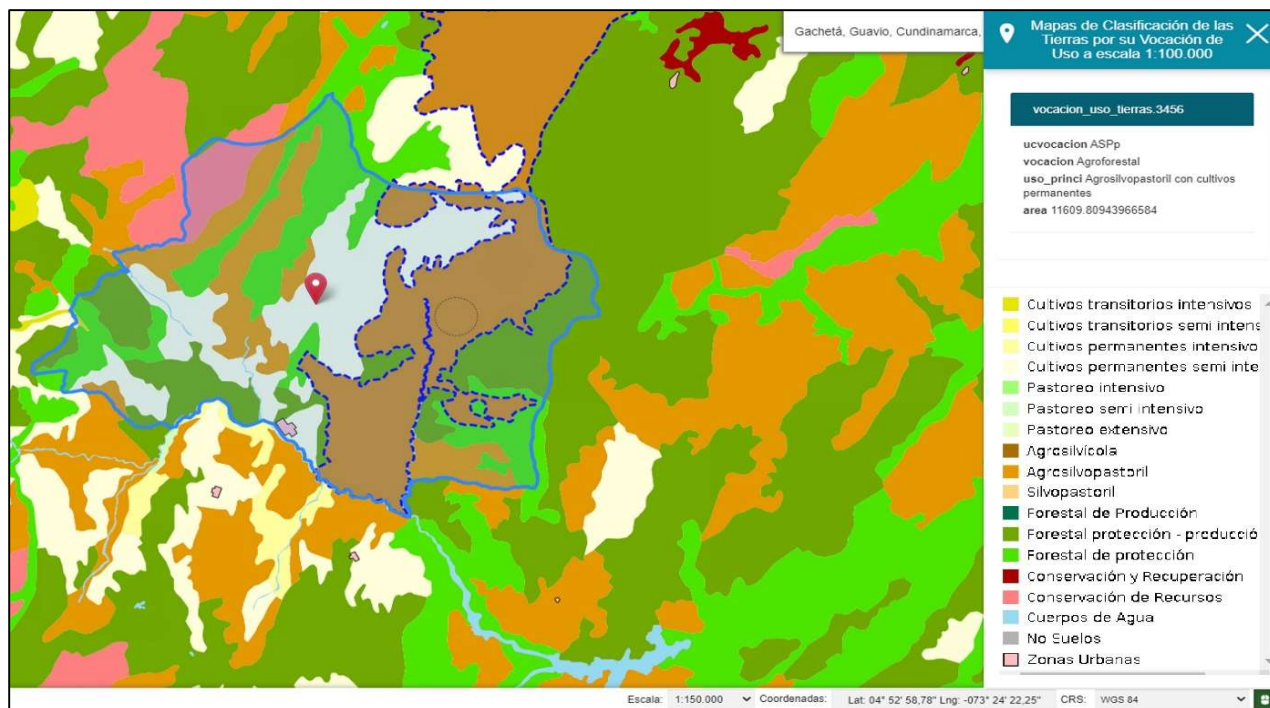 Gachetá, Guavio, Cundinamarca,
Mapas de Clasificación de las
Tierras por su Vocación de
Uso a escala 1:100.000
vocacion_uso_tierras.3456
ucvocacion ASPp
vocacion Agroforestal
uso_princi Agrosilvopastoril con cultivos
permanentes
area 11609.80943966584
Cultivos transitorios intensivos
Cultivos transitorios semi intens
Cultivos permanentes intensivo
Cultivos permanentes semi inte
Pastoreo intensivo
Pastoreo semi intensivo
Pastoreo extensivo
Agrosilvícola
Agrosilvopastoril
Silvopastoril
Forestal de Producción
Forestal protección - producció
Forestal de protección
Conservación y Recuperación
Conservación de Recursos
Cuerpos de Agua
No Suelos
Zonas Urbanas
Escala: 1:150.000 Coordenadas: Lat: 04° 52' 58,78" Lng: -073° 24' 22,25" CRS: WGS 84